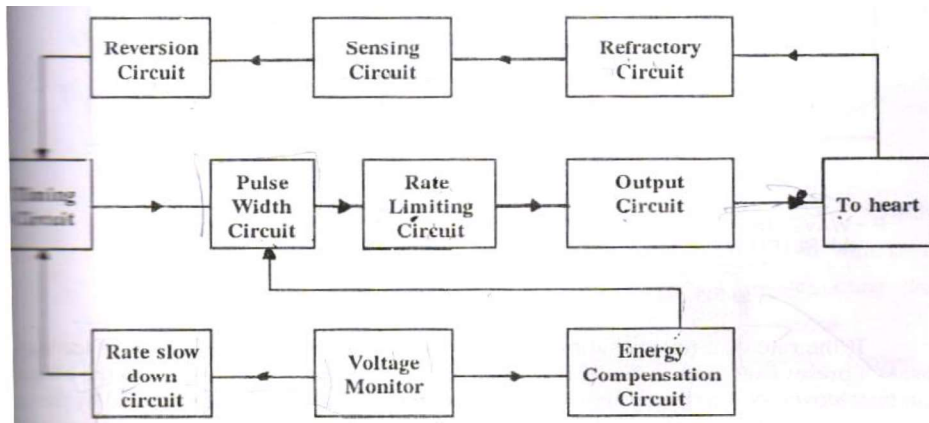 Reversion
Circuit
Sensing
Circuit
Refractory
Circuit
Timing
Circuit
Pulse
Width
Circuit
Rate
Limiting
Circuit
Output
Circuit
To heart
Rate slow
down
circuit
Voltage
Monitor
Energy
Compensation
Circuit